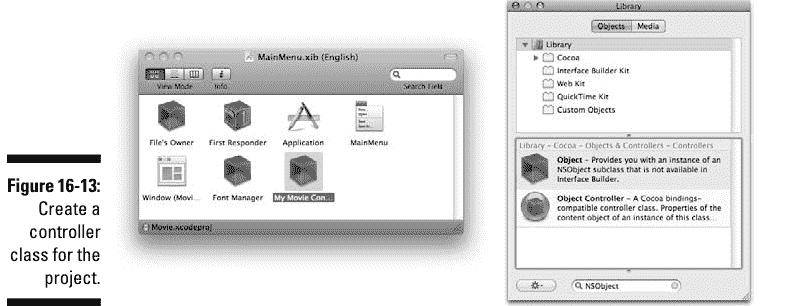 Figure 16-13:
Create a
controller
class for the
project.
MainMenu.xib (English)
View Mode
Info
Search Field
File's Owner
First Responder
Application
MainMenu
Window (Movi...
Font Manager
My Movie Con...
Movie.xcodeproj
Library
Objects
Media
Library
Cocoa
Interface Builder Kit
Web Kit
QuickTime Kit
Custom Objects
Library – Cocoa – Objects & Controllers – Controllers
Object – Provides you with an instance of an
NSObject subclass that is not available in
Interface Builder.
Object Controller – A Cocoa bindings-
compatible controller class. Properties of the
content object of an instance of this class...
NSObject